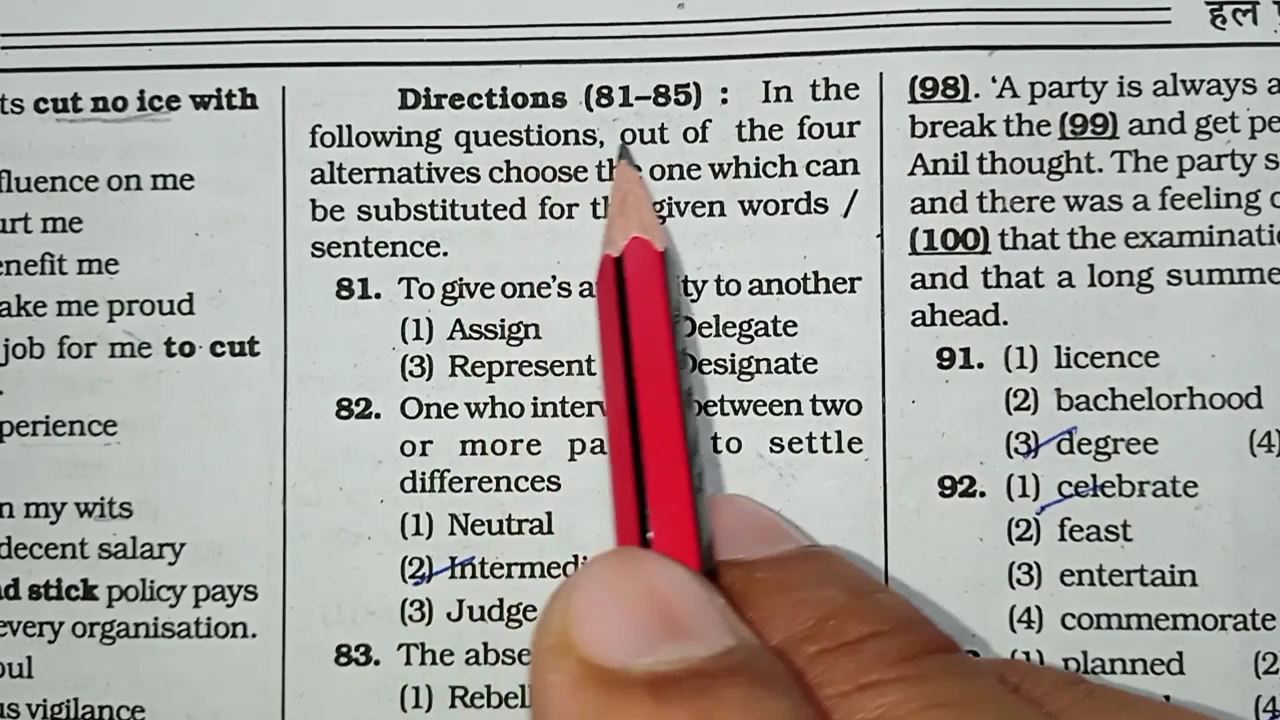 हल
ts cut no ice with
fluence on me
urt me
enefit me
ake me proud
job for me to cut
perience
n my wits
decent salary
d stick policy pays
every organisation.
oul
us vigilance
Directions (81–85) : In the
following questions, out of the four
alternatives choose the one which can
be substituted for the given words /
sentence.
81. To give one's a ty to another
(1) Assign Delegate
(3) Represent Designate
82. One who interv between two
or more pa to settle
differences
(1) Neutral
(2) Intermedi
(3) Judge
83. The abse
(1) Rebell
(98). ‘A party is always a
break the (99) and get pe
Anil thought. The party s
and there was a feeling o
(100) that the examinatio
and that a long summe
ahead.
91. (1) licence
(2) bachelorhood
(3) degree (4)
92. (1) celebrate
(2) feast
(3) entertain
(4) commemorate
(1) planned (2
(4